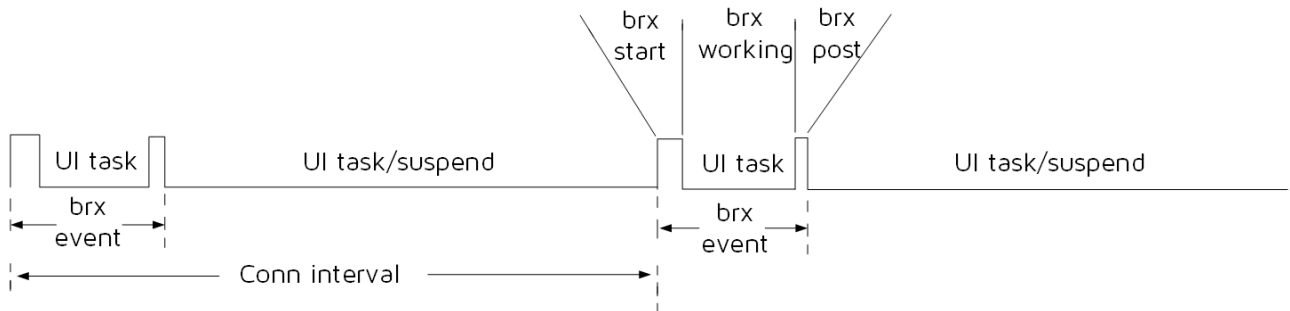 brx
start
brx
working
brx
post
UI task
UI task/suspend
UI task
UI task/suspend
brx
event
brx
event
Conn interval